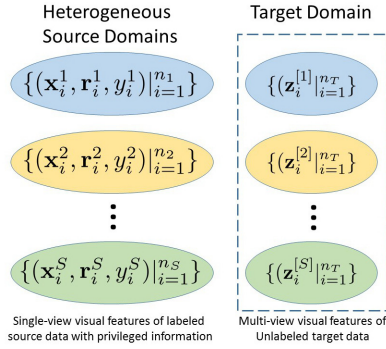 Heterogeneous
Source Domains
Target Domain
{(x_i^1, r_i^1, y_i^1)|_{i=1}^{n_1}}
{(z_i^{[1]}|_{i=1}^{n_T}}
{(x_i^2, r_i^2, y_i^2)|_{i=1}^{n_2}}
{(z_i^{[2]}|_{i=1}^{n_T}}
{(x_i^S, r_i^S, y_i^S)|_{i=1}^{n_S}}
{(z_i^{[S]}|_{i=1}^{n_T}}
Single-view visual features of labeled
source data with privileged information
Multi-view visual features of
Unlabeled target data